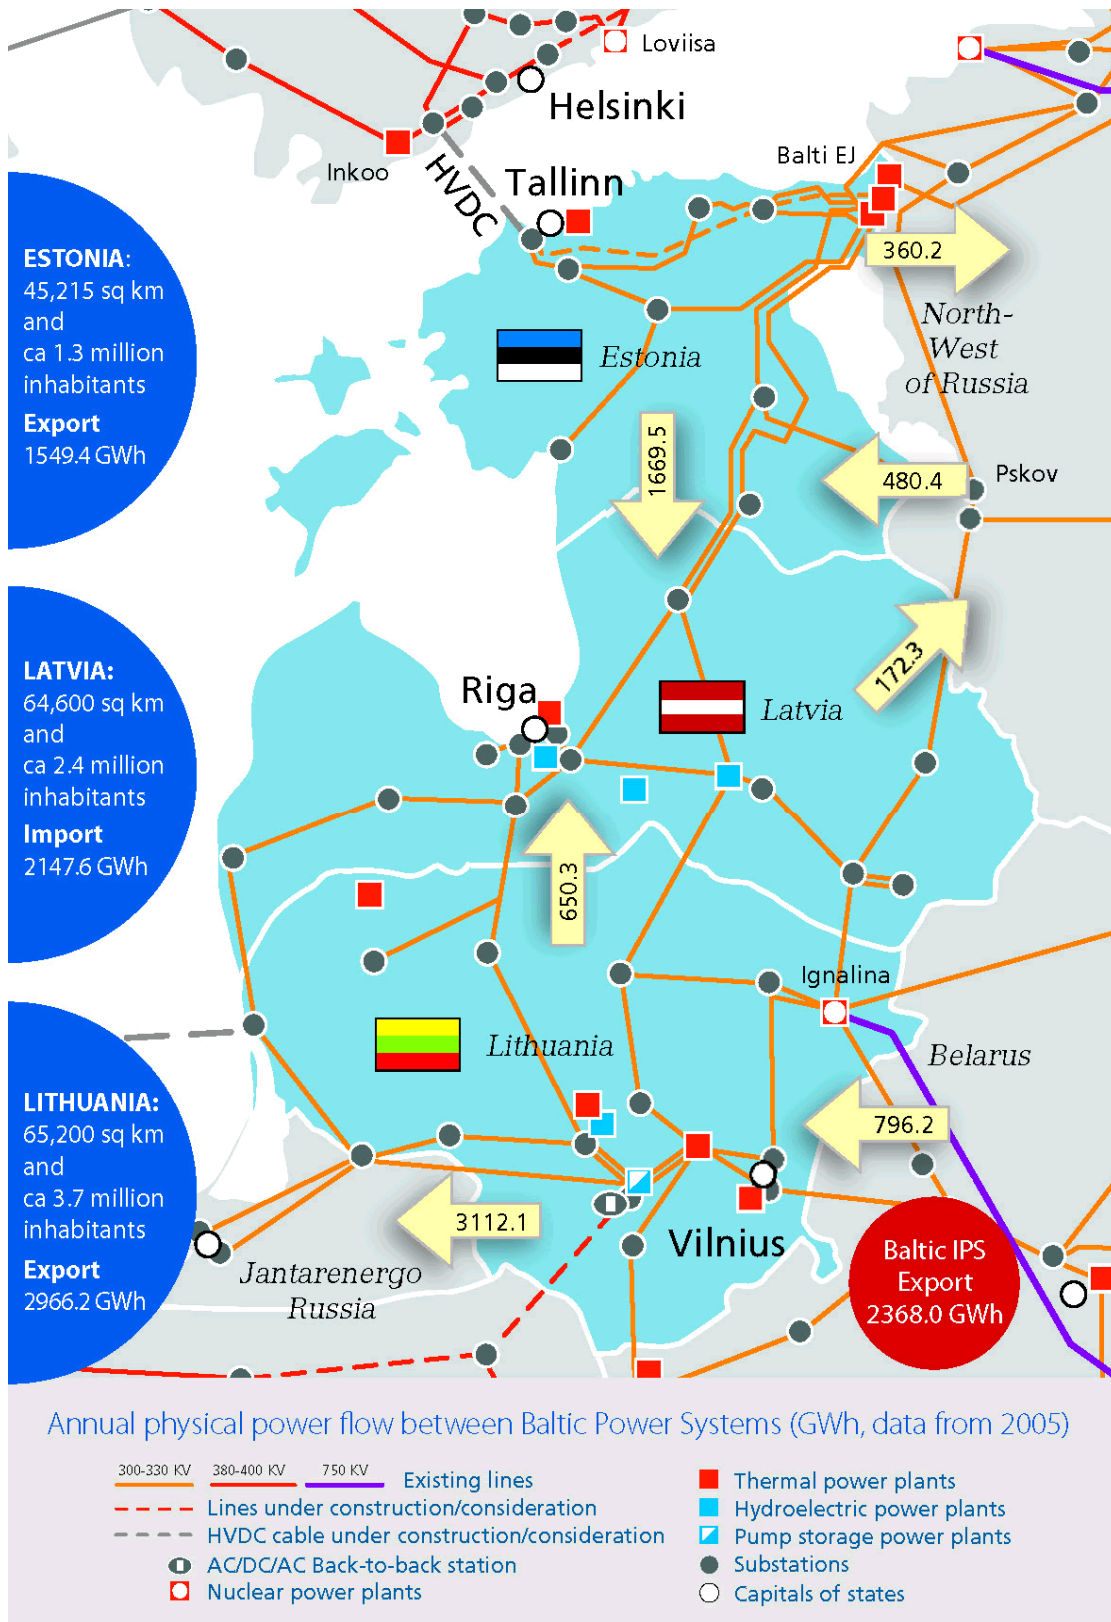 Loviisa
Helsinki
Inkoo
HVDC
Tallinn
Balti EJ
ESTONIA:
45,215 sq km
and
ca 1.3 million
inhabitants
Export
1549.4 GWh
360.2
North-
West
of Russia
Estonia
1669.5
480.4
Pskov
LATVIA:
64,600 sq km
and
ca 2.4 million
inhabitants
Import
2147.6 GWh
172.3
Riga
Latvia
650.3
Ignalina
Lithuania
Belarus
LITHUANIA:
65,200 sq km
and
ca 3.7 million
inhabitants
Export
2966.2 GWh
796.2
3112.1
Vilnius
Jantarenergo
Russia
Baltic IPS
Export
2368.0 GWh
Annual physical power flow between Baltic Power Systems (GWh, data from 2005)
300-330 KV 380-400 KV 750 KV Existing lines
Lines under construction/consideration
HVDC cable under construction/consideration
AC/DC/AC Back-to-back station
Nuclear power plants
Thermal power plants
Hydroelectric power plants
Pump storage power plants
Substations
Capitals of states